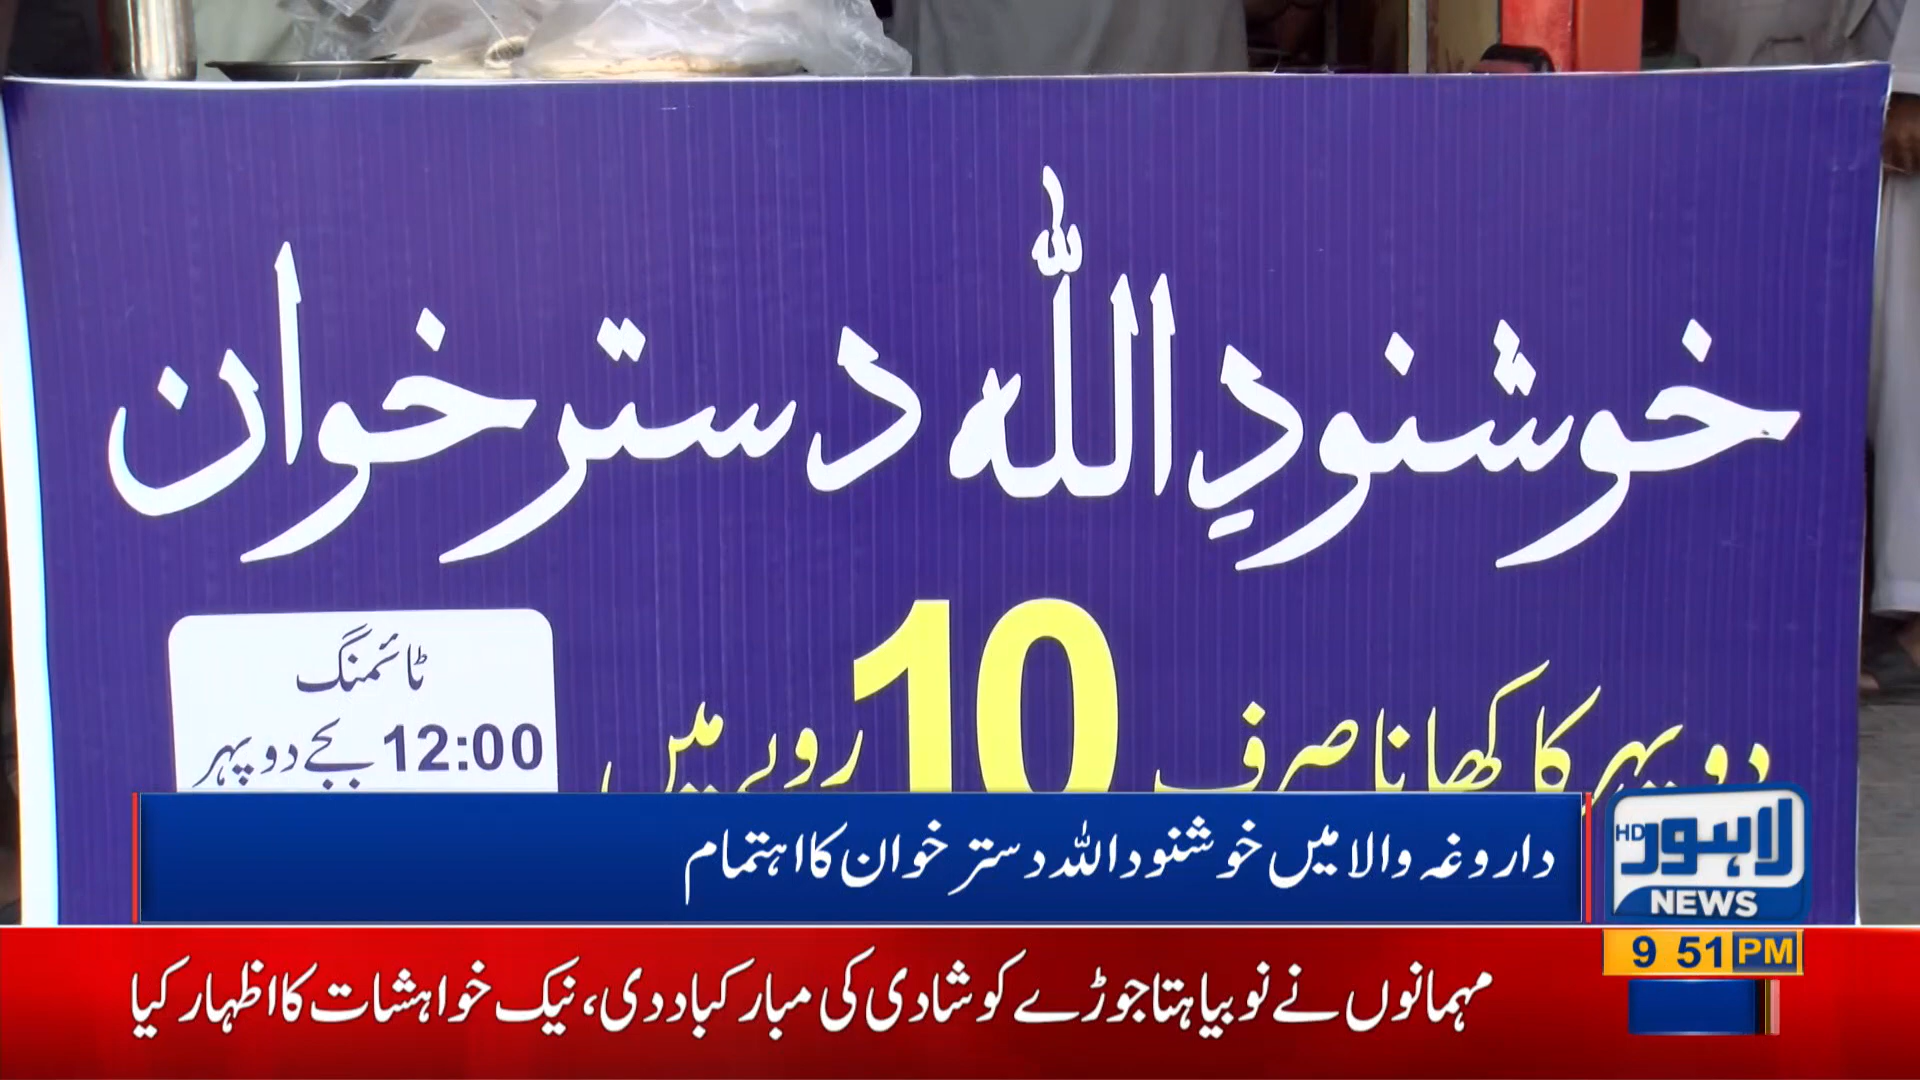 خوشنودِ اللہ دستر خوان
دوپہر کا کھانا صرف 10 روپے میں
ٹائمنگ
12:00 بجے دوپہر
داروغہ والا میں خوشنود اللہ دستر خوان کا اہتمام
HD لاہور
NEWS
9 51 PM
مہمانوں نے نوبیاہتا جوڑے کو شادی کی مبارکباد دی، نیک خواہشات کا اظہار کیا